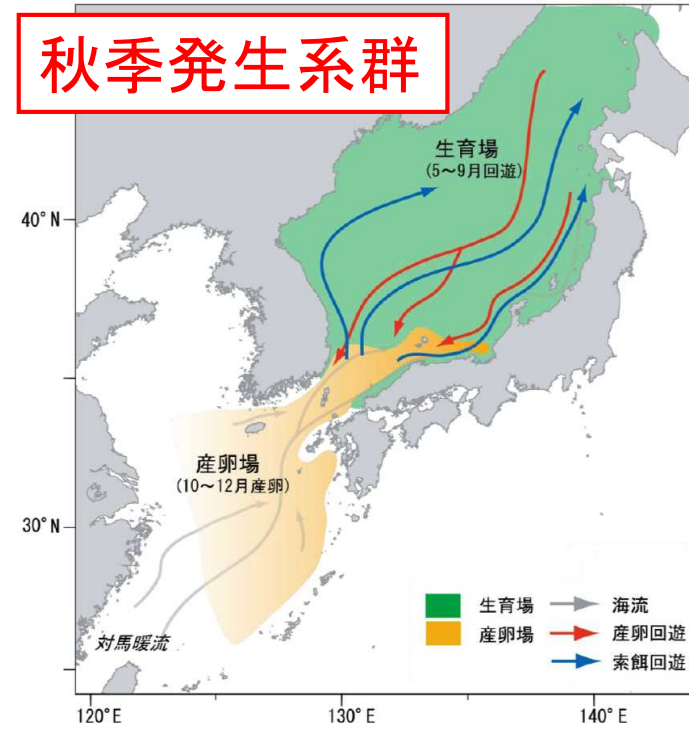 秋季発生系群
生育場
(5～9月回遊)
40°N
産卵場
(10～12月産卵)
30°N
対馬暖流
生育場
海流
産卵場
産卵回遊
索餌回遊
120°E
130°E
140°E